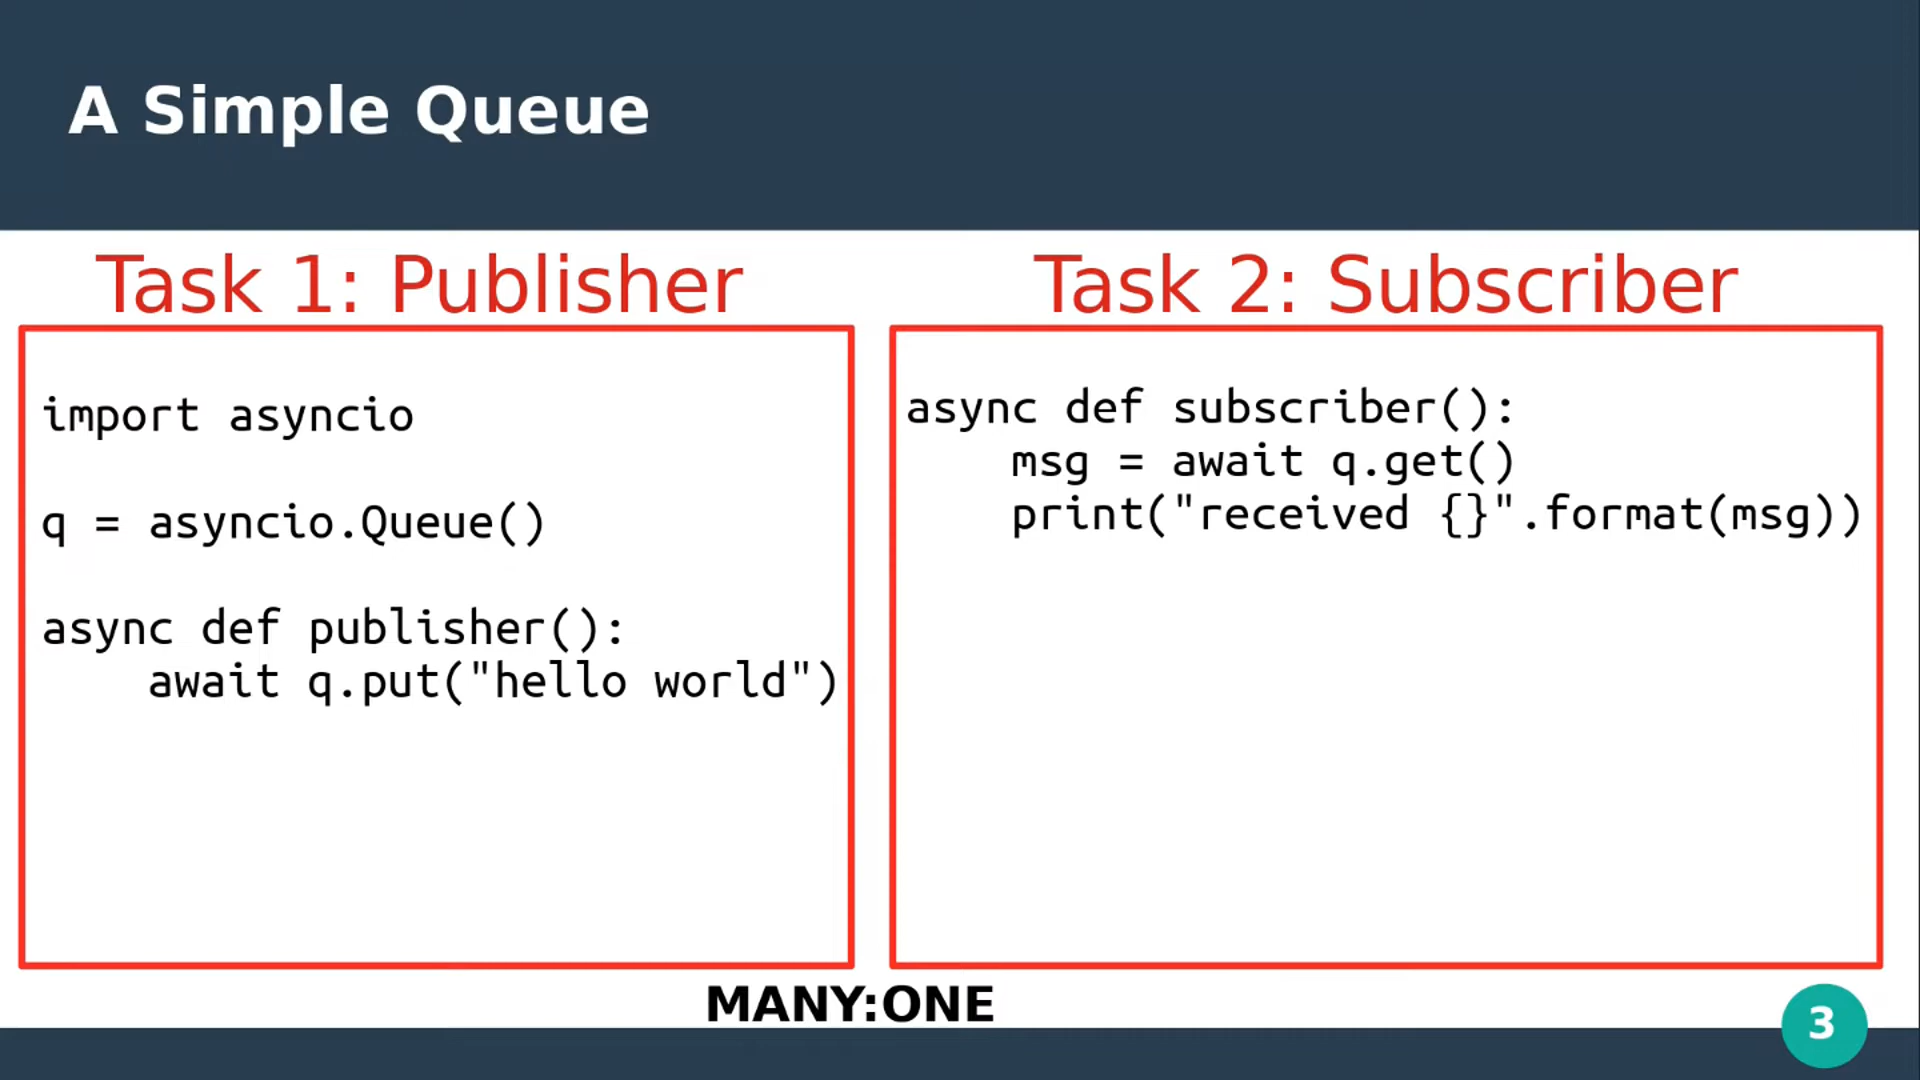 A Simple Queue
Task 1: Publisher
import asyncio
q = asyncio.Queue()
async def publisher():
    await q.put("hello world")
Task 2: Subscriber
async def subscriber():
    msg = await q.get()
    print("received {}".format(msg))
MANY:ONE
3